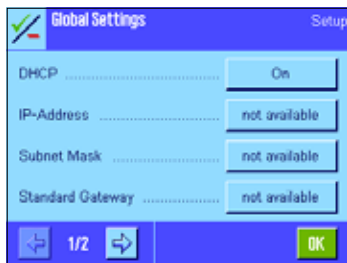 Global Settings Setup
DHCP .................................... On
IP-Address ............................. not available
Subnet Mask ........................ not available
Standard Gateway ................. not available
1/2 OK